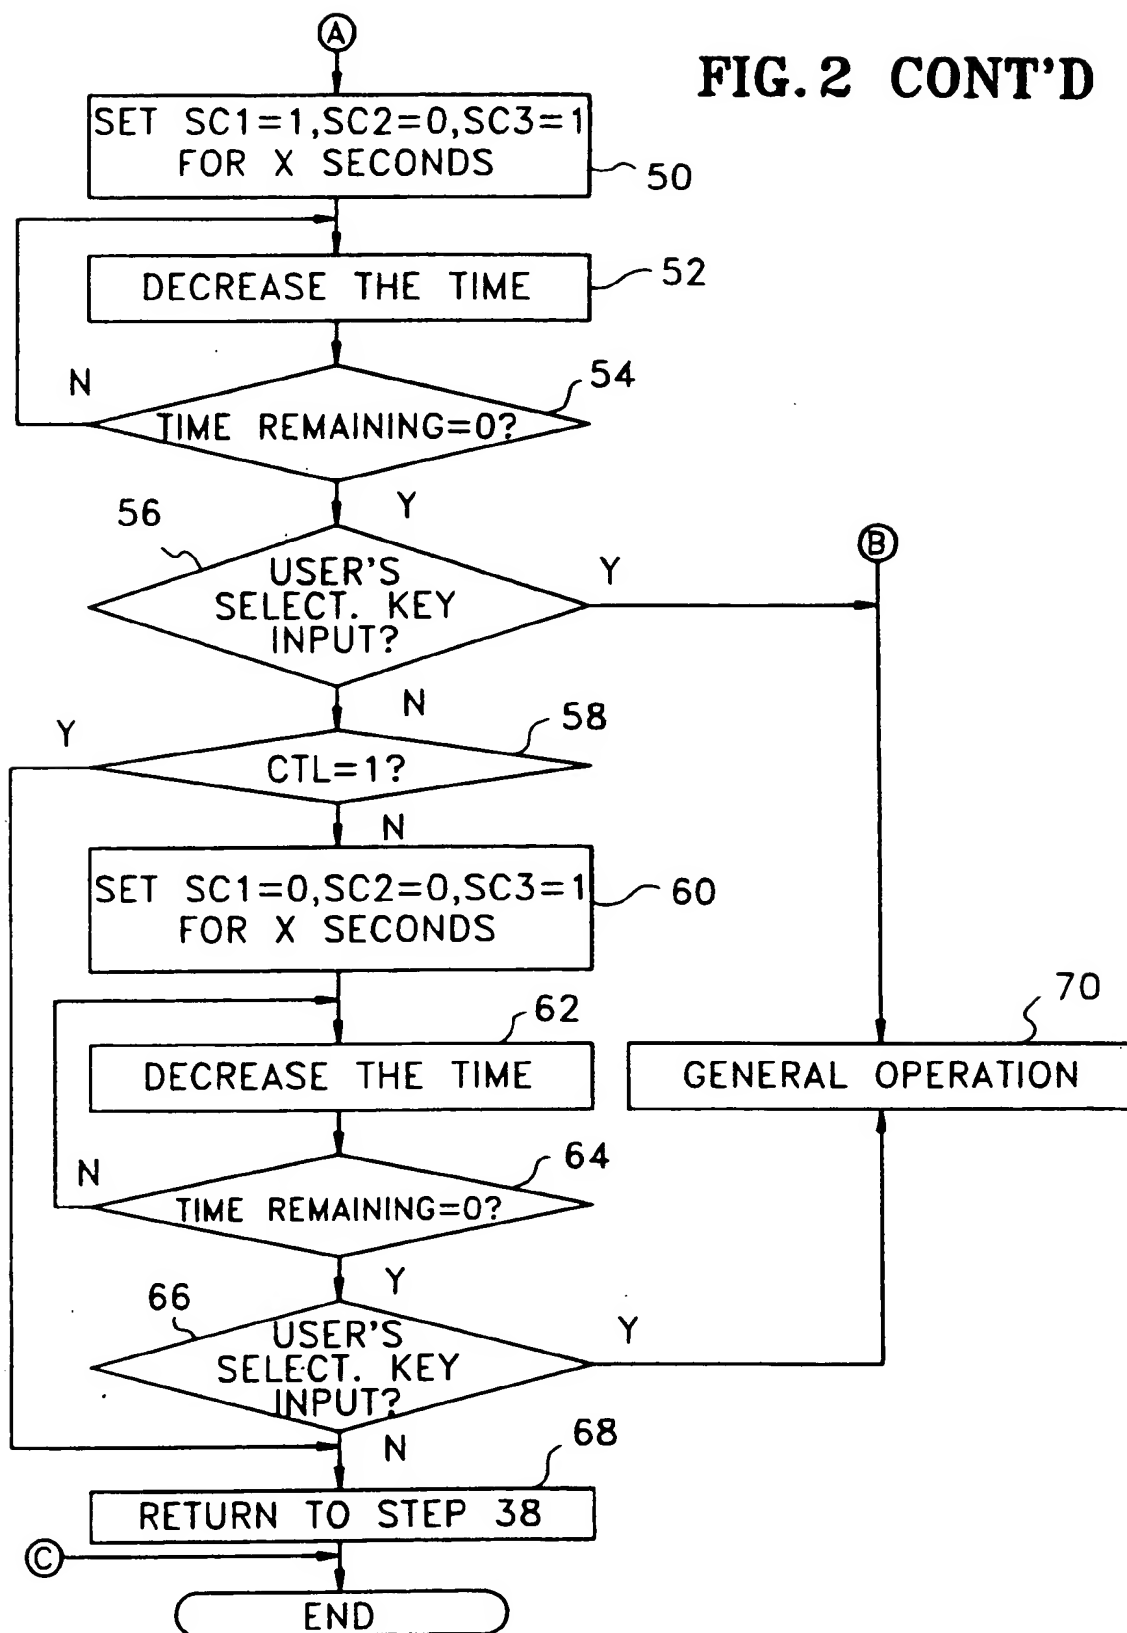 A
FIG. 2 CONT'D
SET SC1=1,SC2=0,SC3=1
FOR X SECONDS
50
DECREASE THE TIME
52
N
54
TIME REMAINING=0?
Y
56
B
USER'S
SELECT. KEY
INPUT?
Y
N
Y
58
CTL=1?
N
SET SC1=0,SC2=0,SC3=1
FOR X SECONDS
60
62
70
DECREASE THE TIME
GENERAL OPERATION
N
64
TIME REMAINING=0?
Y
66
USER'S
SELECT. KEY
INPUT?
Y
N
68
RETURN TO STEP 38
C
END